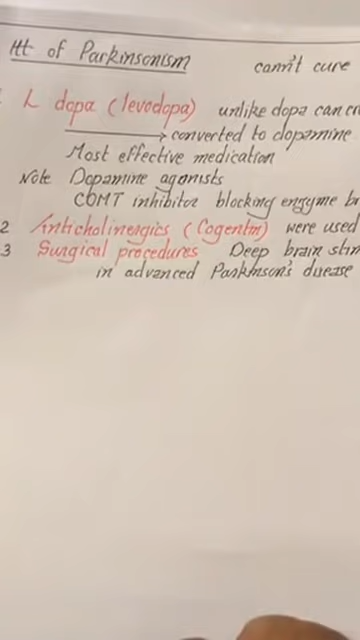 ttt of Parkinsonism can't cure
L dopa (levodopa) unlike dopa can
converted to dopamine
Most effective medication
Note Dopamine agonists
COMT inhibitor blocking enzyme
2 Anticholinergics (Cogentin) were used
3 Surgical procedures Deep brain
in advanced Parkinson's disease